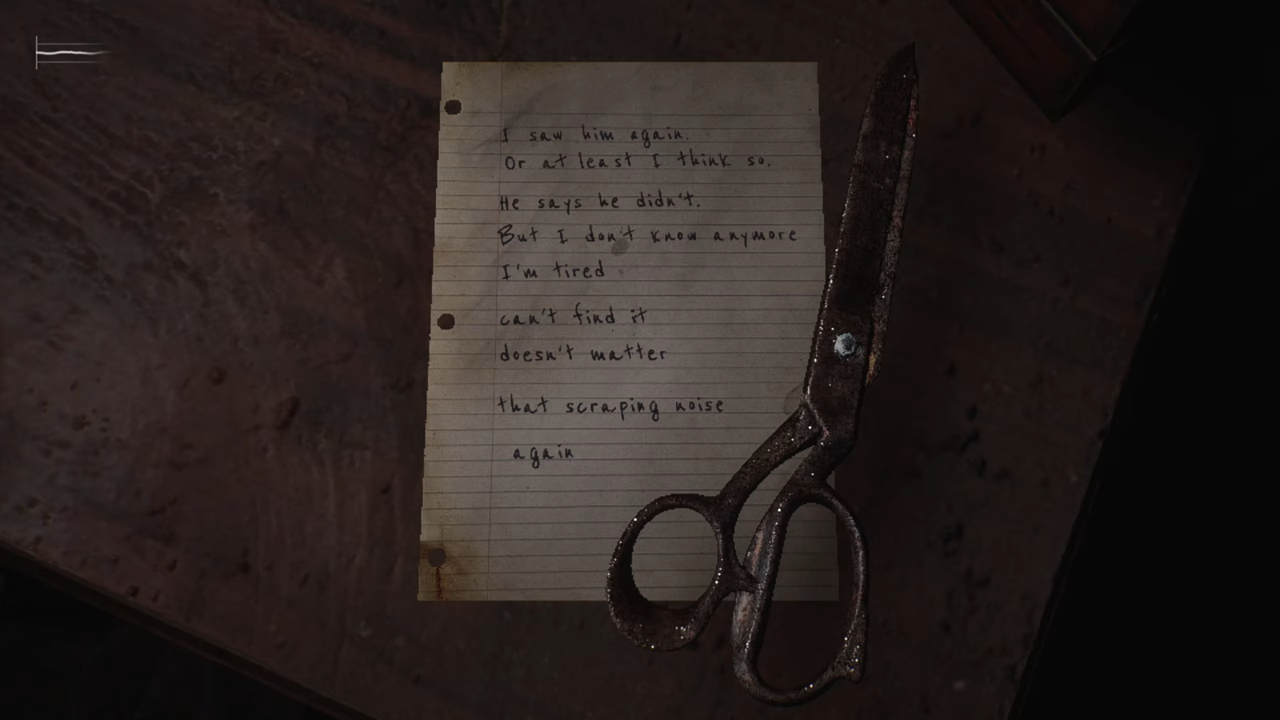 I saw him again.
Or at least I think so.
He says he didn't.
But I don't know anymore
I'm tired
can't find it
doesn't matter
that scraping noise
again